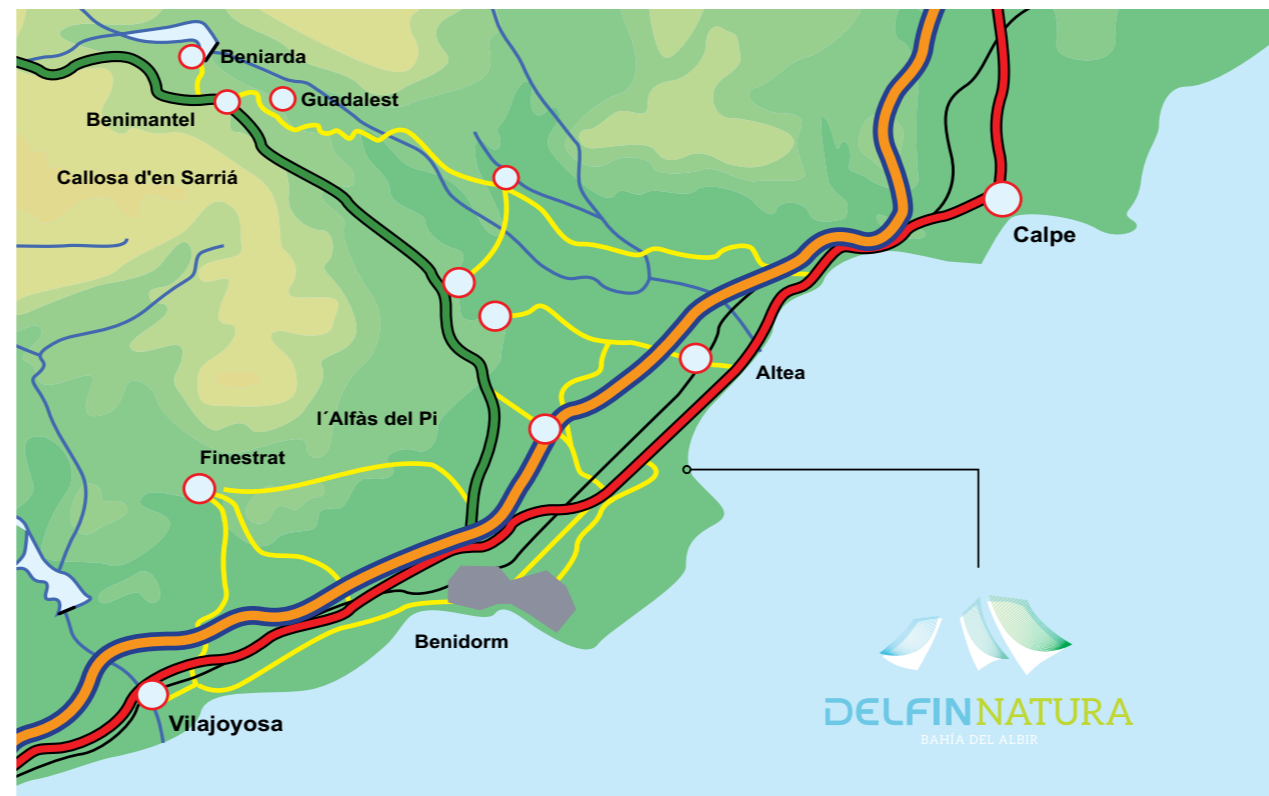 Beniarda
Guadalest
Benimantel
Callosa d'en Sarriá
Calpe
Altea
l´Alfàs del Pi
Finestrat
Benidorm
Vilajoyosa
DELFINNATURA
BAHÍA DEL ALBIR